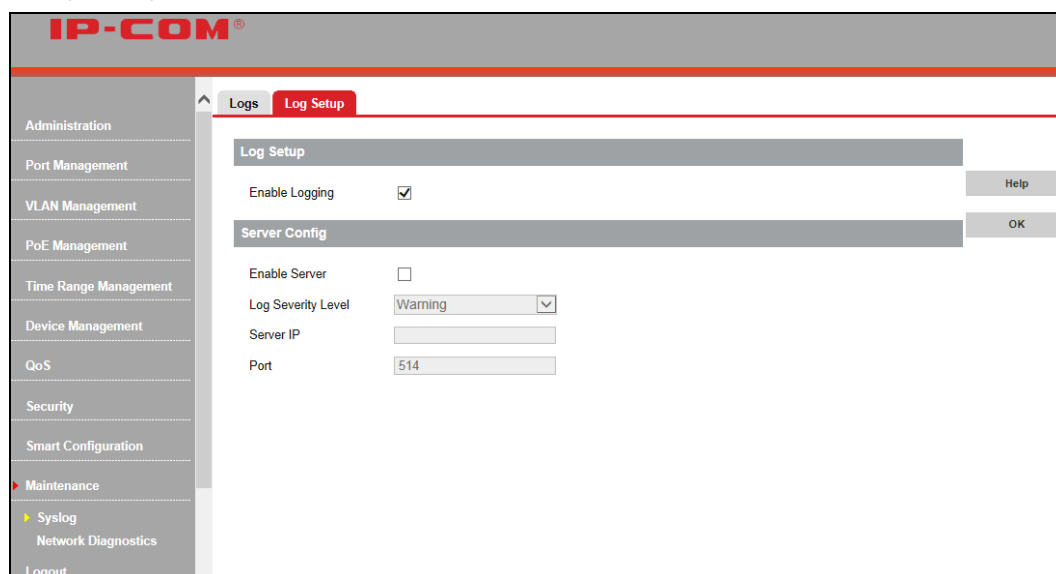 IP-COM®
Logs Log Setup
Administration
Port Management
VLAN Management
PoE Management
Time Range Management
Device Management
QoS
Security
Smart Configuration
Maintenance
Syslog
Network Diagnostics
Logout
Log Setup
Enable Logging
Server Config
Enable Server
Log Severity Level Warning
Server IP
Port 514
Help
OK